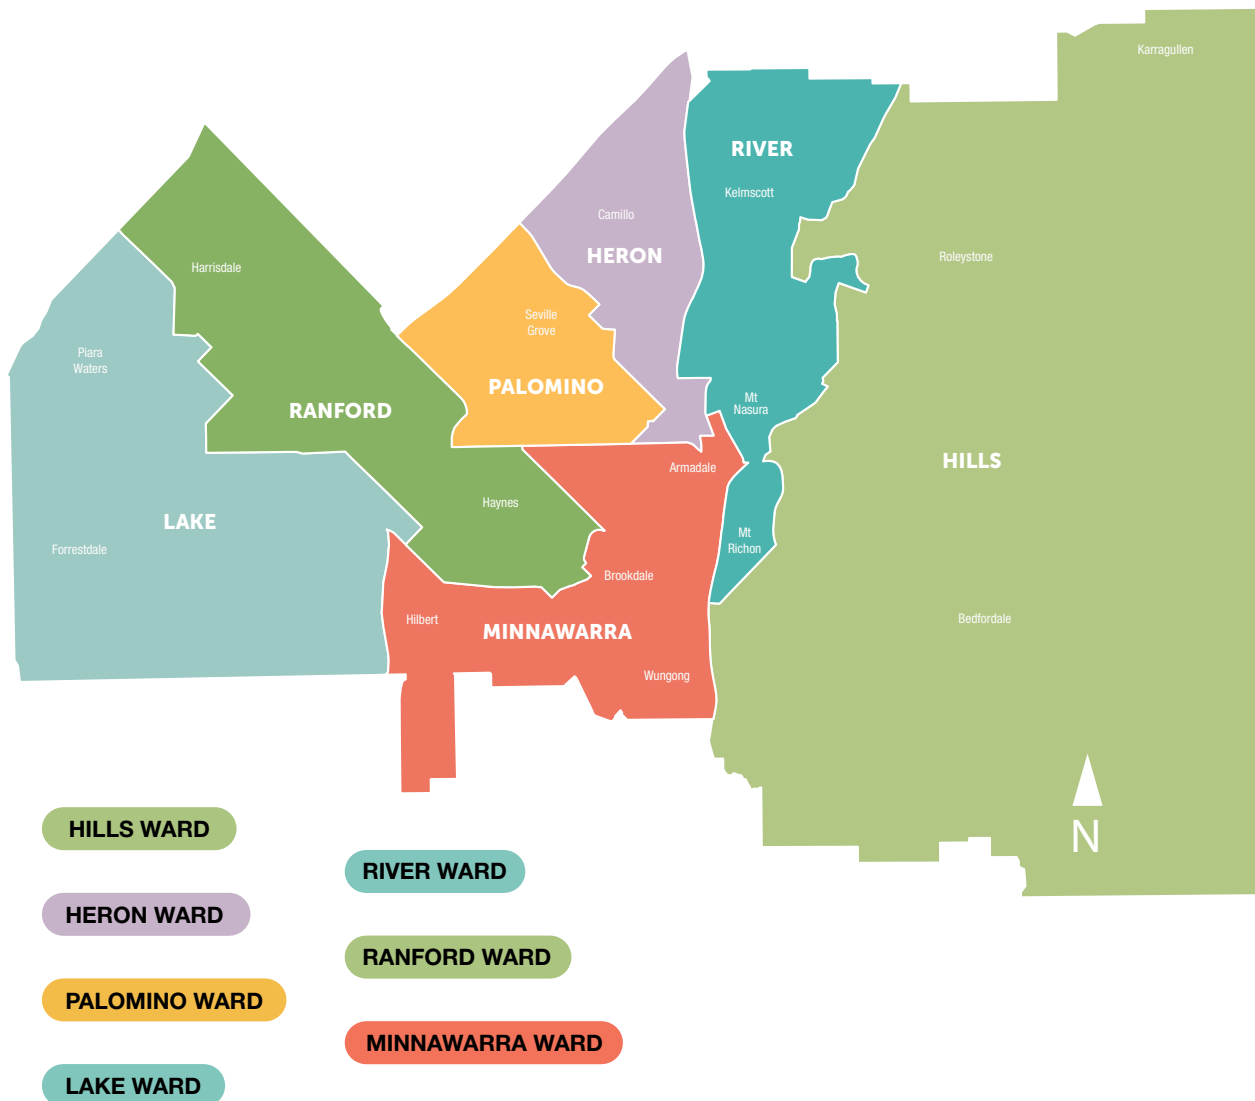 Karragullen
RIVER
Kelmscott
Camillo
HERON
Roleystone
Harrisdale
Seville
Grove
Piara
Waters
PALOMINO
RANFORD
Mt
Nasura
HILLS
Armadale
Haynes
LAKE
Forrestdale
Mt
Richon
Brookdale
Hilbert
MINNAWARRA
Bedfordale
Wungong
N
HILLS WARD
HERON WARD
PALOMINO WARD
LAKE WARD
RIVER WARD
RANFORD WARD
MINNAWARRA WARD